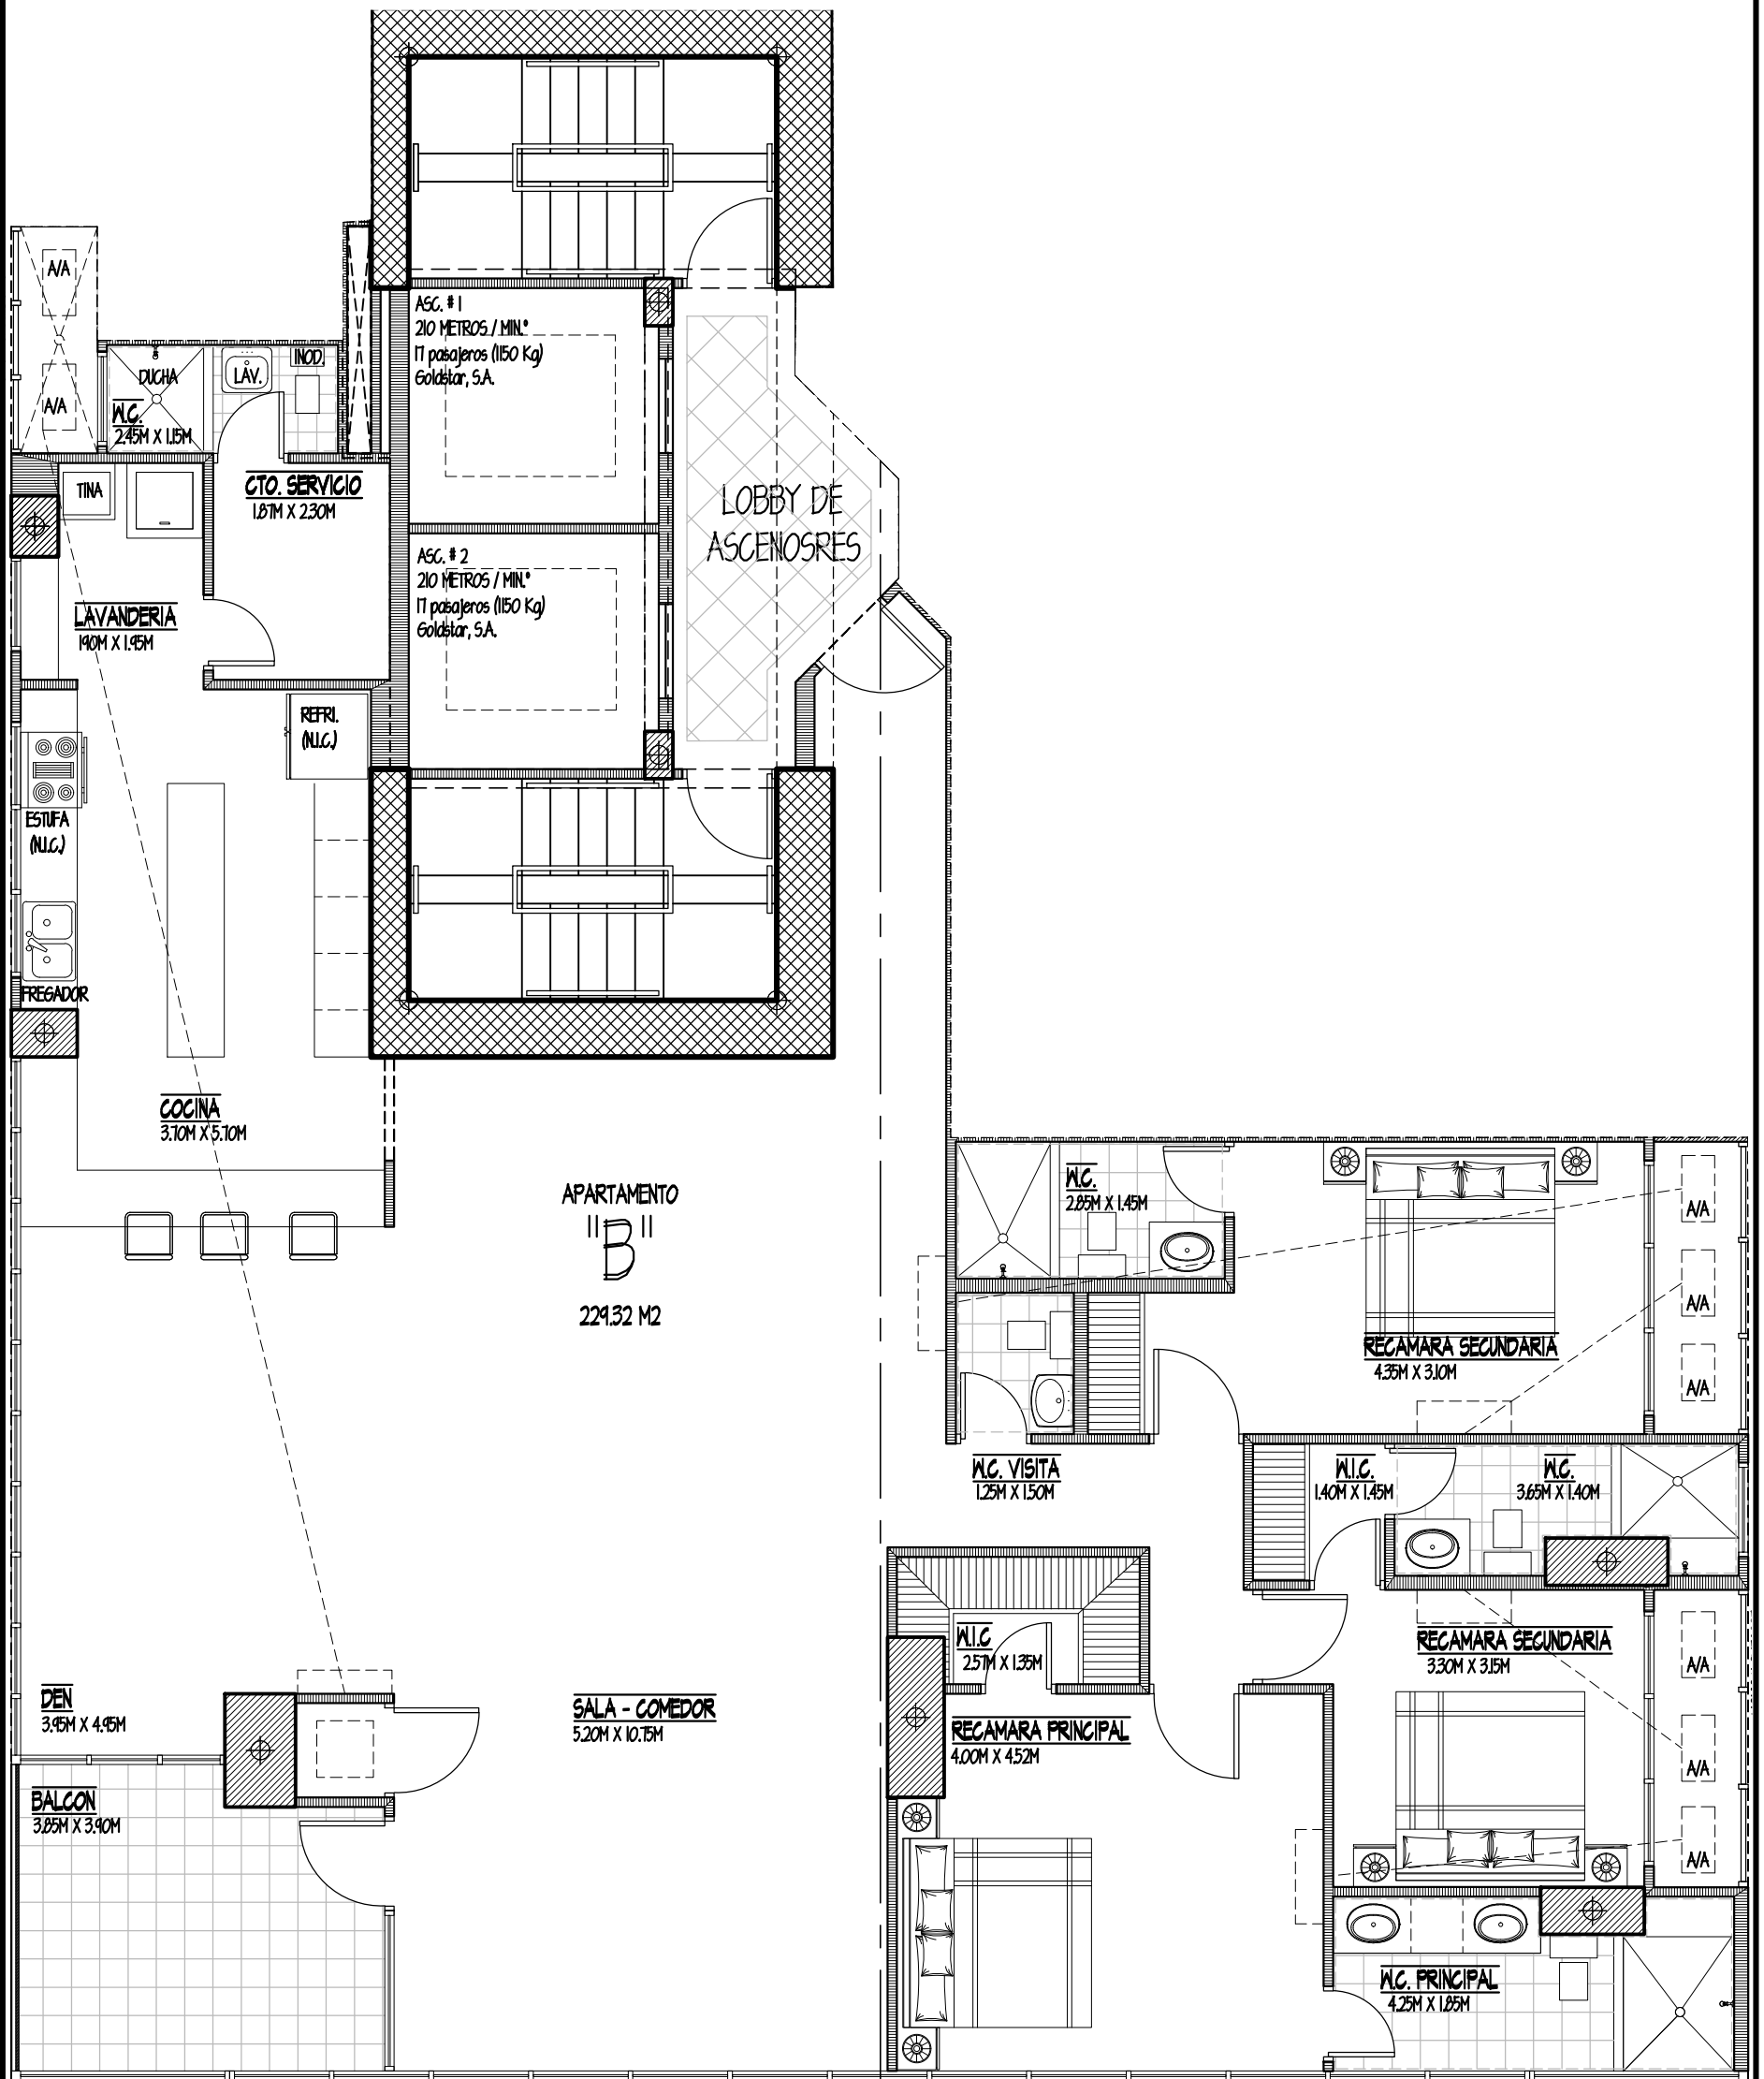 A/A
A/A
DUCHA
LAV.
INOD.
W.C.
2.45M X 1.15M
TINA
CTO. SERVICIO
1.87M X 2.30M
LAVANDERIA
1.90M X 1.95M
ASC. # 1
210 METROS / MIN.*
17 pasajeros (1150 Kg)
Goldstar, S.A.
ASC. # 2
210 METROS / MIN.*
17 pasajeros (1150 Kg)
Goldstar, S.A.
LOBBY DE
ASCENOSRES
REFRI.
(N.I.C.)
ESTUFA
(N.I.C.)
FREGADOR
COCINA
3.70M X 5.70M
APARTAMENTO
"B"
229.32 M2
W.C.
2.85M X 1.45M
RECAMARA SECUNDARIA
4.35M X 3.10M
A/A
A/A
A/A
W.C. VISITA
1.25M X 1.50M
W.I.C.
1.40M X 1.45M
W.C.
3.65M X 1.40M
W.I.C
2.57M X 1.35M
RECAMARA SECUNDARIA
3.30M X 3.15M
A/A
A/A
A/A
DEN
3.95M X 4.95M
SALA - COMEDOR
5.20M X 10.75M
RECAMARA PRINCIPAL
4.00M X 4.52M
BALCON
3.85M X 3.90M
W.C. PRINCIPAL
4.25M X 1.85M